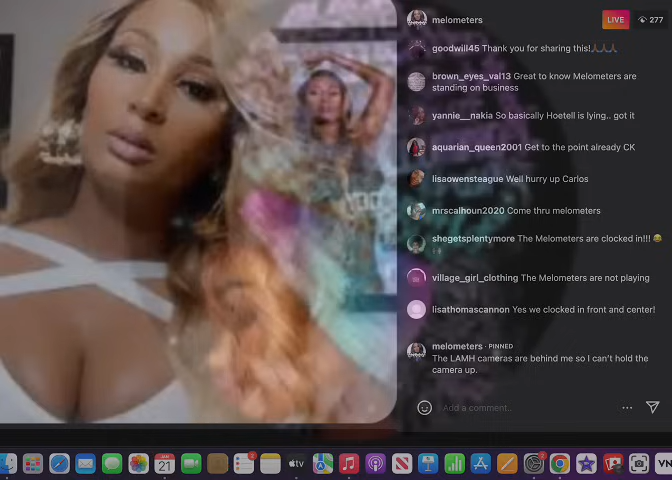 melometers
LIVE
277
goodwill45 Thank you for sharing this!🙏🏾🙏🏾🙏🏾
brown_eyes_val13 Great to know Melometers are
standing on business
yannie__nakia So basically Hoetell is lying.. got it
aquarian_queen2001 Get to the point already CK
lisaowensteague Well hurry up Carlos
mrscalhoun2020 Come thru melometers
shegetsplentymore The Melometers are clocked in!!! 😂
village_girl_clothing The Melometers are not playing
lisathomascannon Yes we clocked in front and center!
melometers · PINNED
The LAMH cameras are behind me so I can't hold the
camera up.
Add a comment...
JAN
21
tv
VN